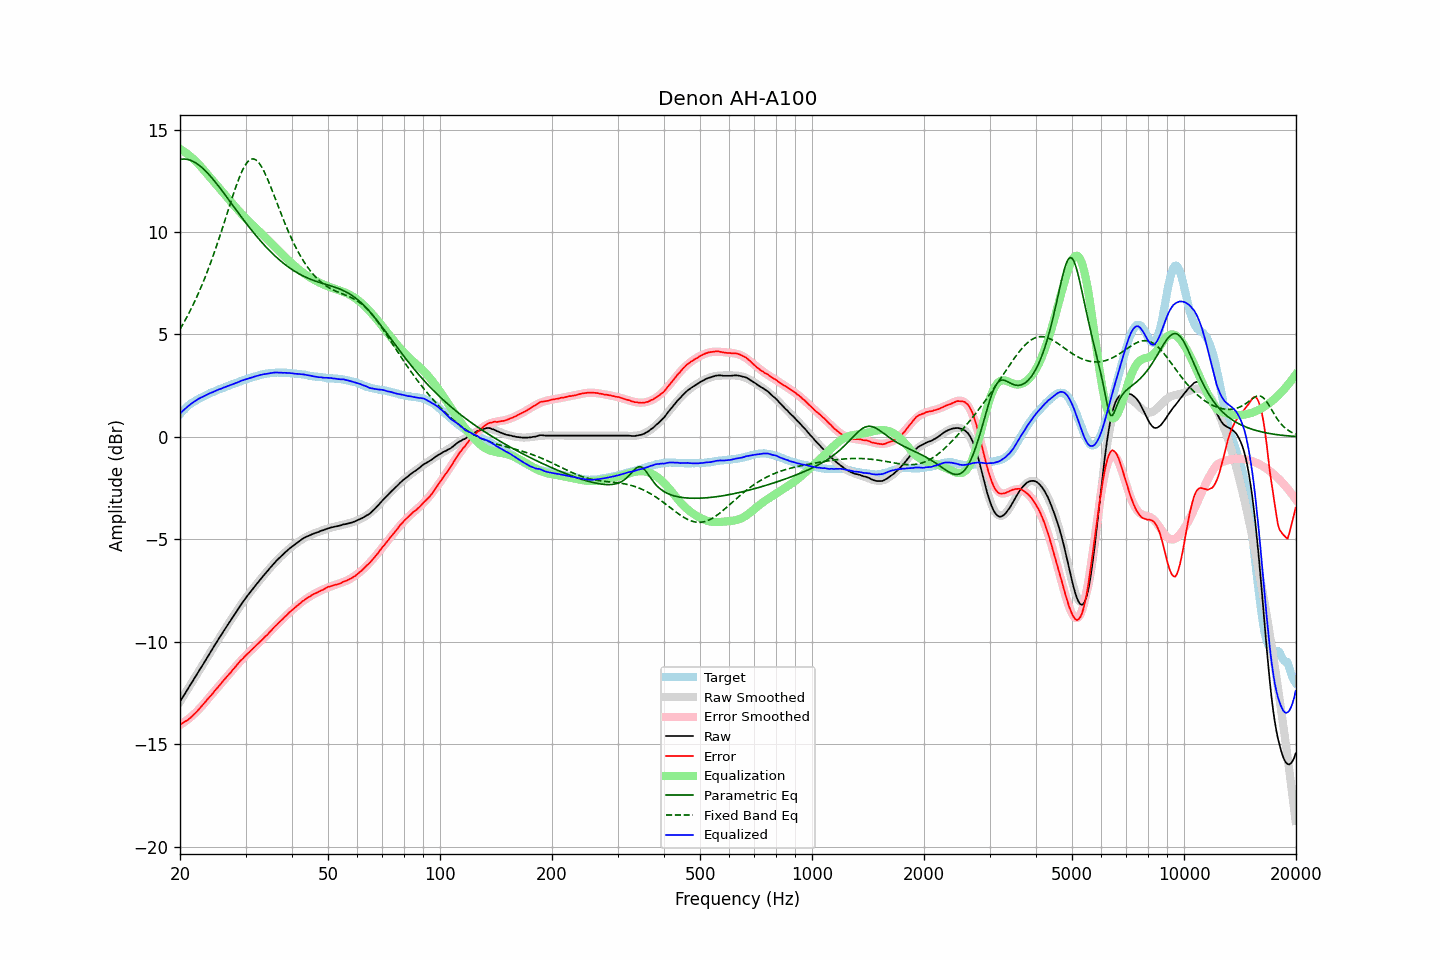 Denon AH-A100
15
10
5
0
−5
−10
−15
−20
Amplitude (dBr)
Target
Raw Smoothed
Error Smoothed
Raw
Error
Equalization
Parametric Eq
Fixed Band Eq
Equalized
20 50 100 200 500 1000 2000 5000 10000 20000
Frequency (Hz)